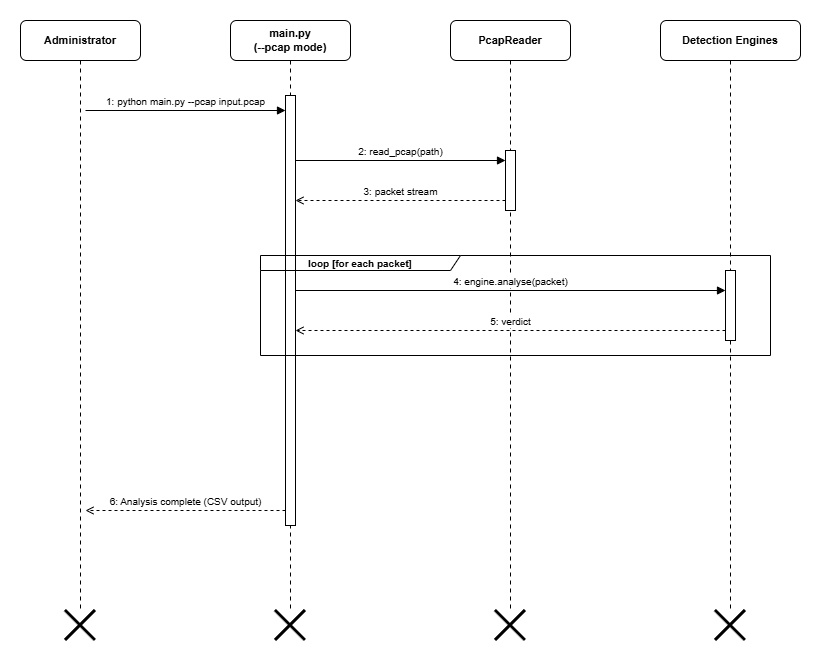 Administrator
main.py
(--pcap mode)
PcapReader
Detection Engines
1: python main.py --pcap input.pcap
2: read_pcap(path)
3: packet stream
loop [for each packet]
4: engine.analyse(packet)
5: verdict
6: Analysis complete (CSV output)